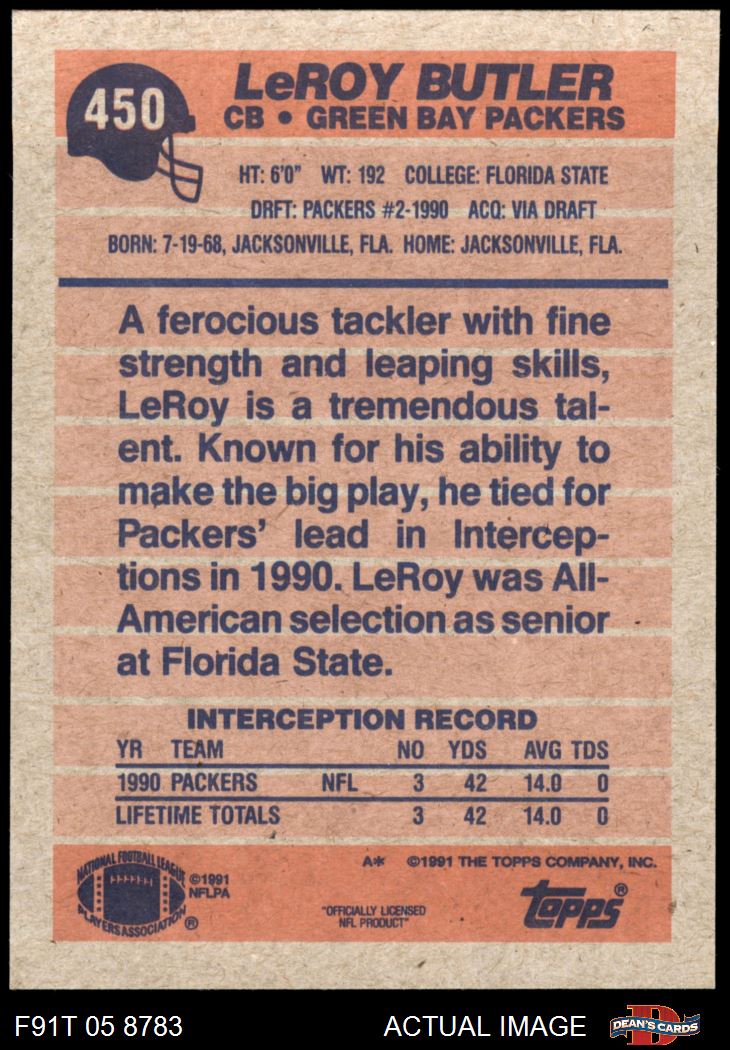 450
LeROY BUTLER
CB • GREEN BAY PACKERS
HT: 6'0" WT: 192 COLLEGE: FLORIDA STATE
DRFT: PACKERS #2-1990 ACQ: VIA DRAFT
BORN: 7-19-68, JACKSONVILLE, FLA. HOME: JACKSONVILLE, FLA.
A ferocious tackler with fine
strength and leaping skills,
LeRoy is a tremendous tal-
ent. Known for his ability to
make the big play, he tied for
Packers' lead in Intercep-
tions in 1990. LeRoy was All-
American selection as senior
at Florida State.
INTERCEPTION RECORD
YR TEAM NO YDS AVG TDS
1990 PACKERS NFL 3 42 14.0 0
LIFETIME TOTALS 3 42 14.0 0
A* ©1991 THE TOPPS COMPANY, INC.
NATIONAL FOOTBALL LEAGUE
PLAYERS ASSOCIATION ®
©1991
NFLPA
"OFFICIALLY LICENSED
NFL PRODUCT"
topps®
F91T 05 8783 ACTUAL IMAGE
D
DEAN'S CARDS